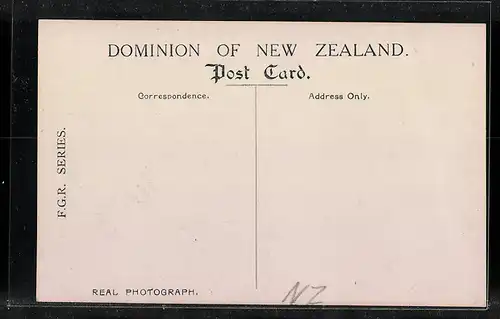 DOMINION OF NEW ZEALAND.
Post Card.
Correspondence.
Address Only.
F.G.R. SERIES.
REAL PHOTOGRAPH.
NZ